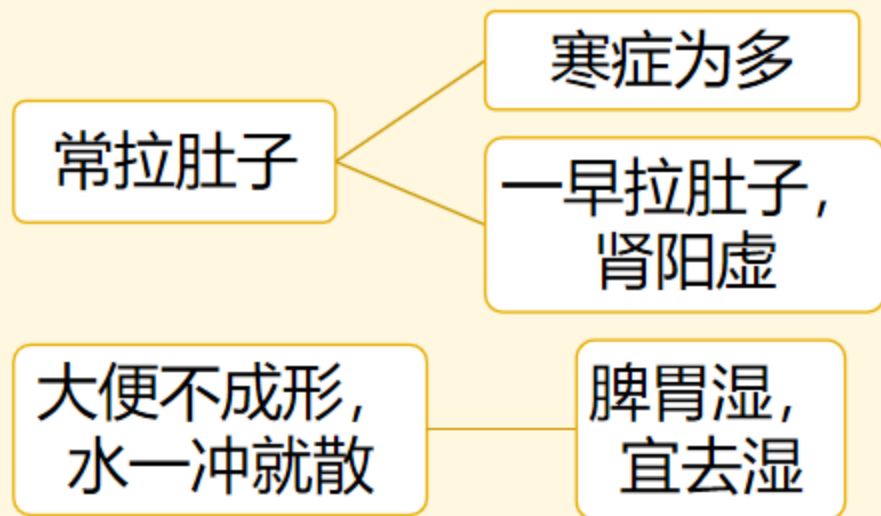 常拉肚子
寒症为多
一早拉肚子，
肾阳虚
大便不成形，
水一冲就散
脾胃湿，
宜去湿